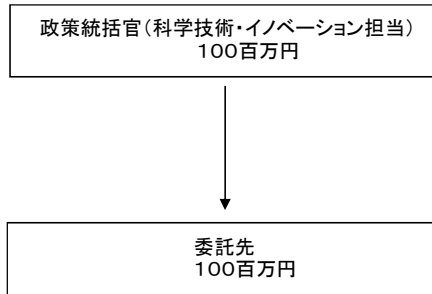 政策統括官（科学技術・イノベーション担当）
１００百万円
委託先
１００百万円